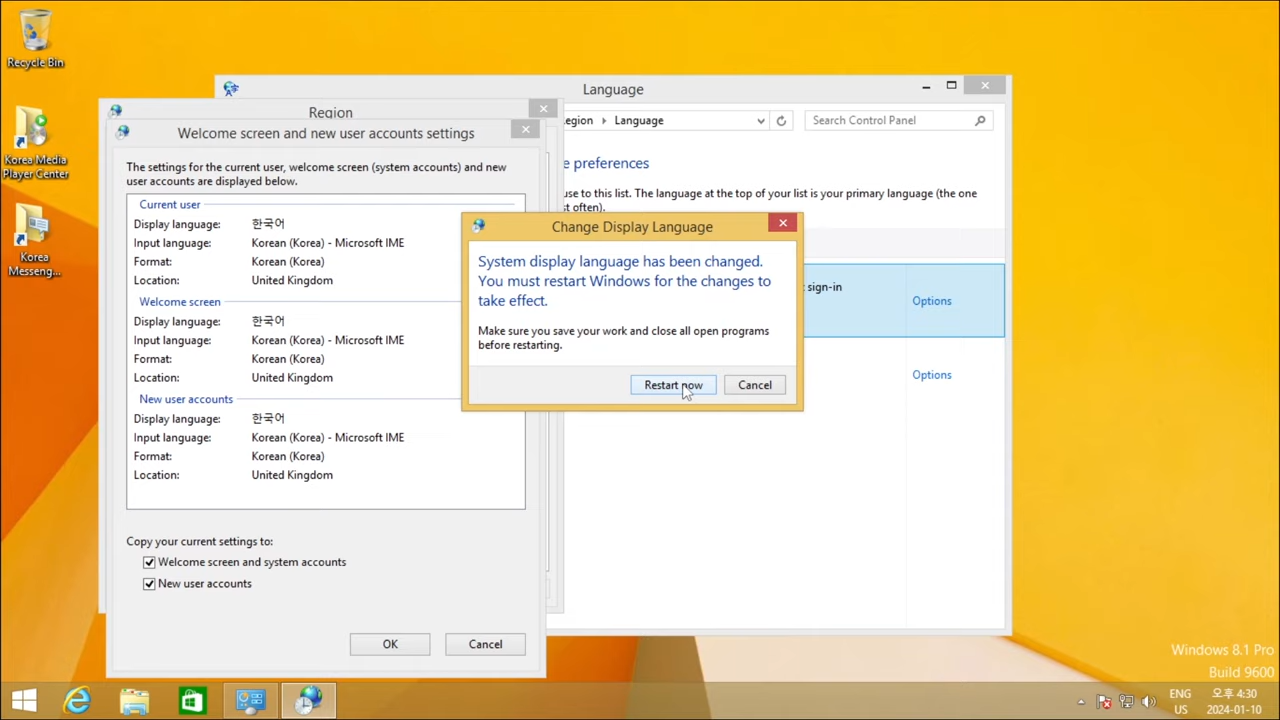 Recycle Bin
Korea Media
Player Center
Korea
Messeng...
Language
Region
Language
Search Control Panel
e preferences
use to this list. The language at the top of your list is your primary language (the one
st often).
sign-in
Options
Options
Region
Welcome screen and new user accounts settings
The settings for the current user, welcome screen (system accounts) and new
user accounts are displayed below.
Current user
Display language: 한국어
Input language: Korean (Korea) - Microsoft IME
Format: Korean (Korea)
Location: United Kingdom
Welcome screen
Display language: 한국어
Input language: Korean (Korea) - Microsoft IME
Format: Korean (Korea)
Location: United Kingdom
New user accounts
Display language: 한국어
Input language: Korean (Korea) - Microsoft IME
Format: Korean (Korea)
Location: United Kingdom
Copy your current settings to:
Welcome screen and system accounts
New user accounts
OK Cancel
Change Display Language
System display language has been changed.
You must restart Windows for the changes to
take effect.
Make sure you save your work and close all open programs
before restarting.
Restart now Cancel
Windows 8.1 Pro
Build 9600
ENG 오후 4:30
US 2024-01-10